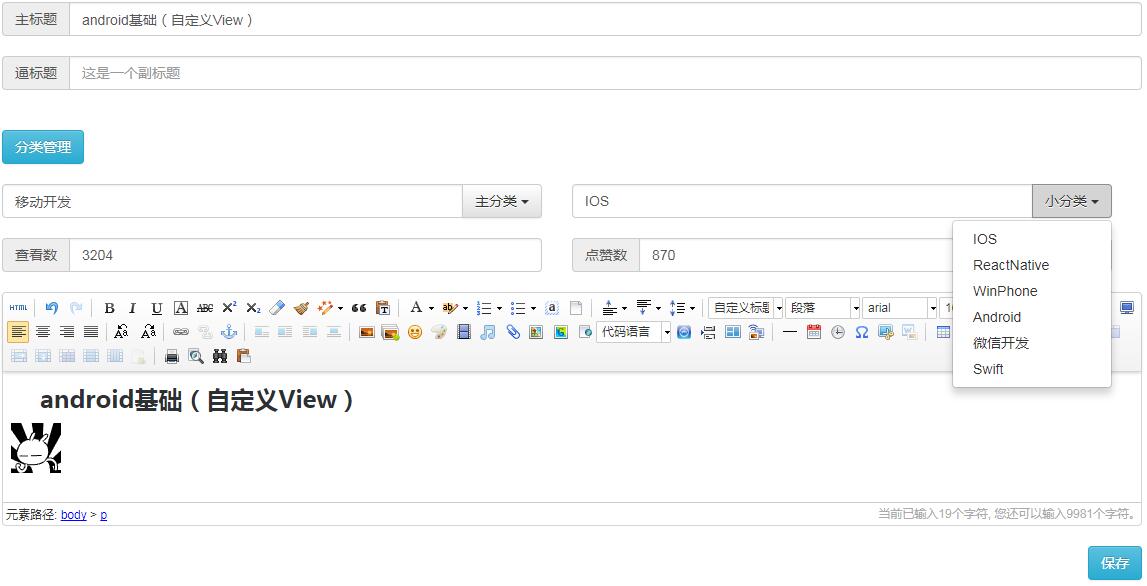 主标题 android基础（自定义View）
逼标题 这是一个副标题
分类管理
移动开发 主分类 IOS 小分类
查看数 3204 点赞数 870
IOS
ReactNative
WinPhone
Android
微信开发
Swift
HTML B I U A ABC X² X₂ 自定义标题 段落 arial
代码语言
android基础（自定义View）
元素路径: body > p 当前已输入19个字符, 您还可以输入9981个字符。
保存